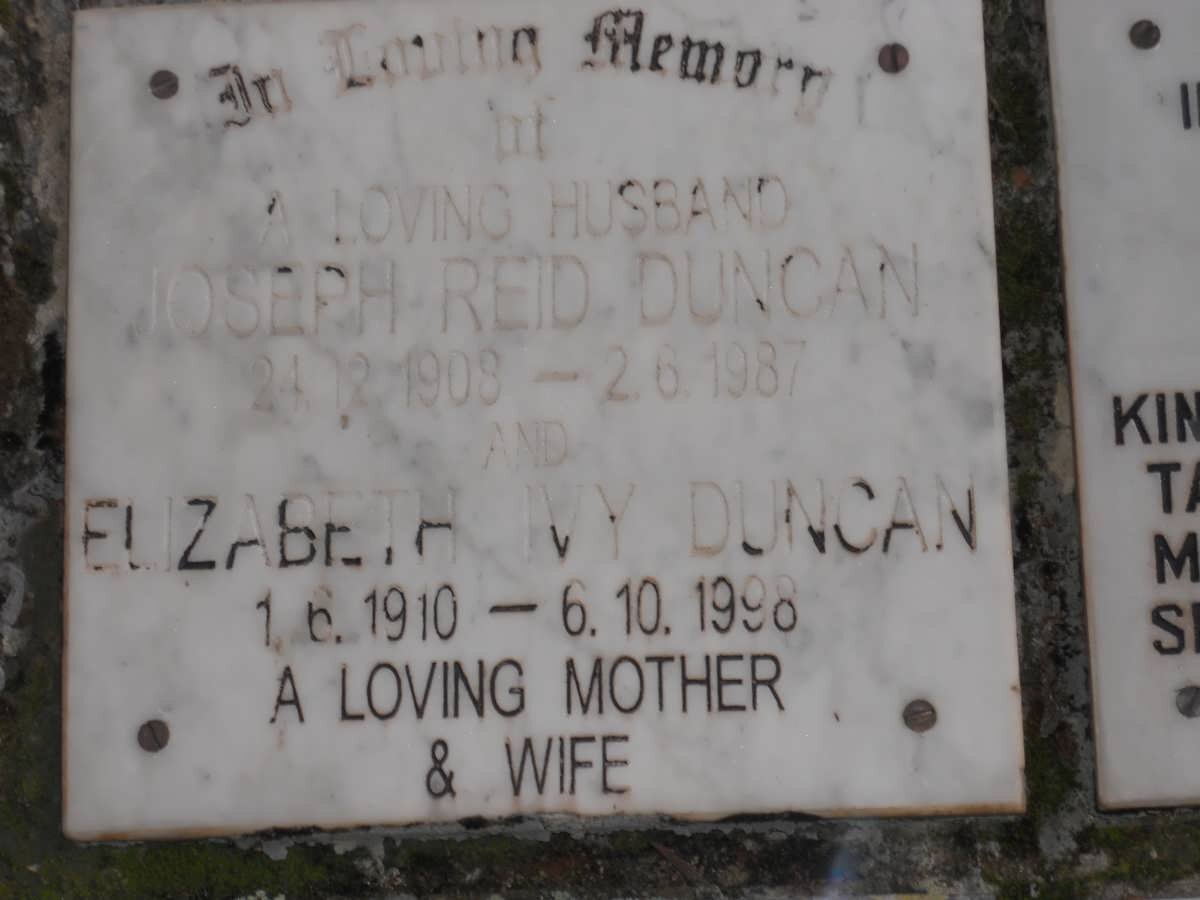 In Loving Memory
of
A LOVING HUSBAND
JOSEPH REID DUNCAN
24.12.1908 — 2.6.1987
AND
ELIZABETH IVY DUNCAN
1.6.1910 — 6.10.1998
A LOVING MOTHER
& WIFE